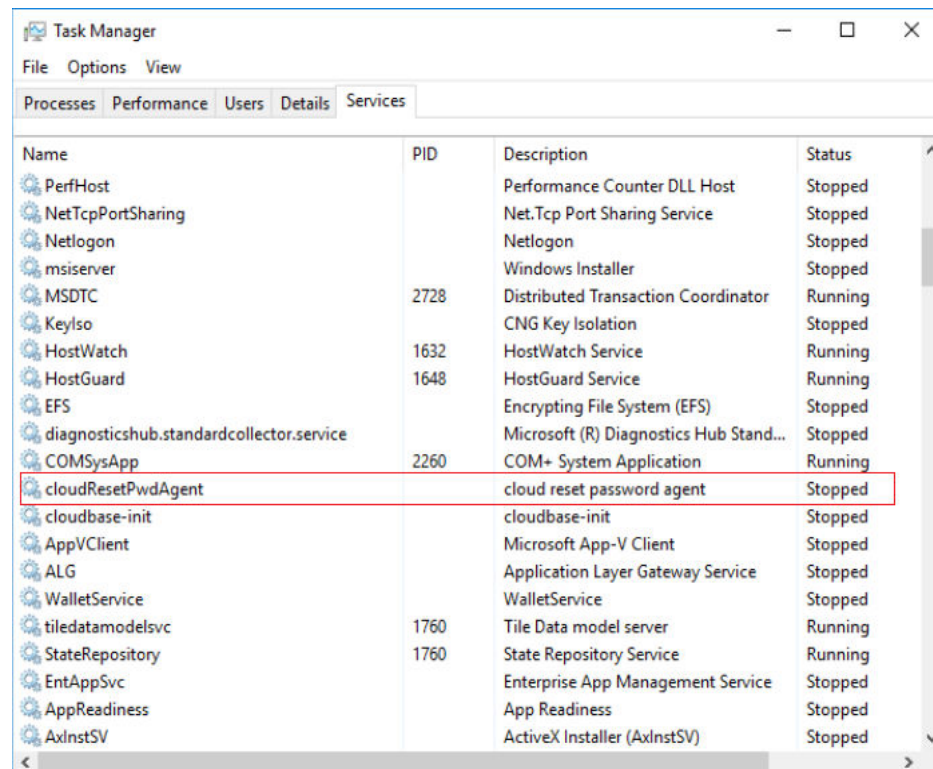 Task Manager
File Options View
Processes Performance Users Details Services
Name PID Description Status
PerfHost Performance Counter DLL Host Stopped
NetTcpPortSharing Net.Tcp Port Sharing Service Stopped
Netlogon Netlogon Stopped
msiserver Windows Installer Stopped
MSDTC 2728 Distributed Transaction Coordinator Running
KeyIso CNG Key Isolation Stopped
HostWatch 1632 HostWatch Service Running
HostGuard 1648 HostGuard Service Running
EFS Encrypting File System (EFS) Stopped
diagnosticshub.standardcollector.service Microsoft (R) Diagnostics Hub Stand... Stopped
COMSysApp 2260 COM+ System Application Running
cloudResetPwdAgent cloud reset password agent Stopped
cloudbase-init cloudbase-init Stopped
AppVClient Microsoft App-V Client Stopped
ALG Application Layer Gateway Service Stopped
WalletService WalletService Stopped
tiledatamodelsvc 1760 Tile Data model server Running
StateRepository 1760 State Repository Service Running
EntAppSvc Enterprise App Management Service Stopped
AppReadiness App Readiness Stopped
AxInstSV ActiveX Installer (AxInstSV) Stopped